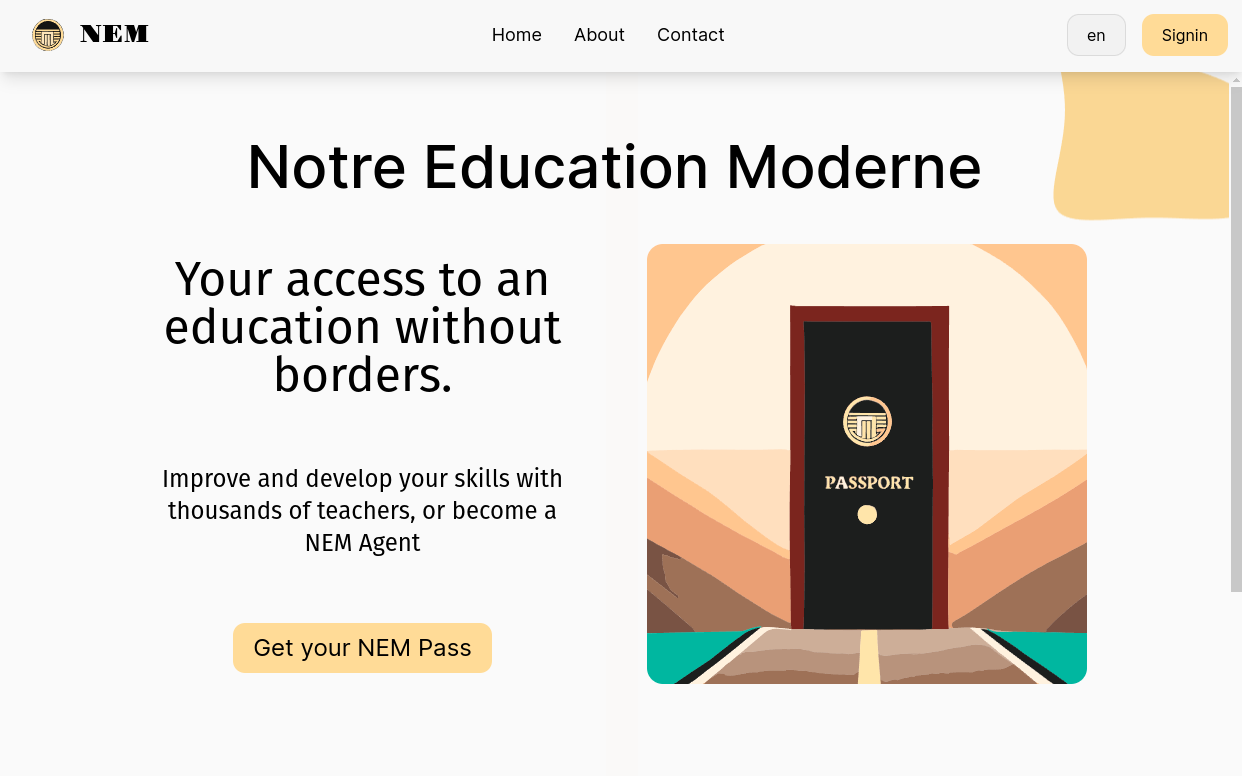 NEM
Home
About
Contact
en
Signin
Notre Education Moderne
Your access to an
education without
borders.
Improve and develop your skills with
thousands of teachers, or become a
NEM Agent
Get your NEM Pass
PASSPORT